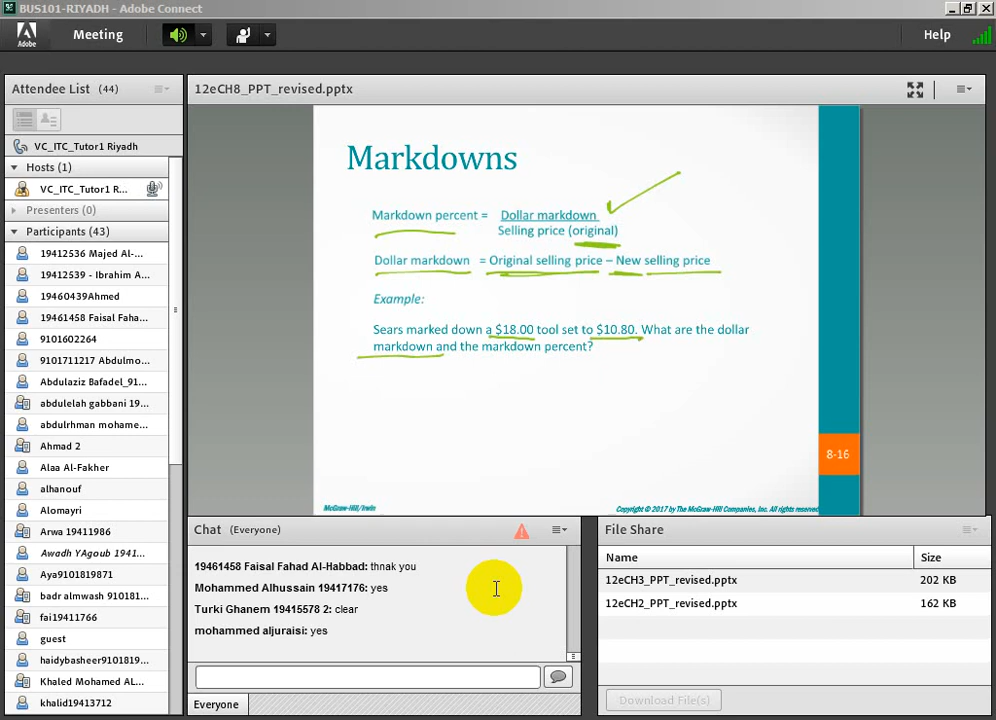 BUS101-RIYADH - Adobe Connect
Adobe
Meeting
Help
Attendee List (44)
VC_ITC_Tutor1 Riyadh
Hosts (1)
VC_ITC_Tutor1 R...
Presenters (0)
Participants (43)
19412536 Majed Al-...
19412539 - Ibrahim A...
19460439Ahmed
19461458 Faisal Faha...
9101602264
9101711217 Abdulmo...
Abdulaziz Bafadel_91...
abdulelah gabbani 19...
abdulrhman mohame...
Ahmad 2
Alaa Al-Fakher
alhanouf
Alomayri
Arwa 19411986
Awadh YAgoub 1941...
Aya9101819871
badr almwash 910181...
fai19411766
guest
haidybasheer9101819...
Khaled Mohamed AL...
khalid19413712
12eCH8_PPT_revised.pptx
Markdowns
Markdown percent = Dollar markdown
Selling price (original)
Dollar markdown = Original selling price – New selling price
Example:
Sears marked down a $18.00 tool set to $10.80. What are the dollar
markdown and the markdown percent?
8-16
McGraw-Hill/Irwin
Copyright © 2017 by The McGraw-Hill Companies, Inc. All rights reserved.
Chat (Everyone)
19461458 Faisal Fahad Al-Habbad: thnak you
Mohammed Alhussain 19417176: yes
Turki Ghanem 19415578 2: clear
mohammed aljuraisi: yes
Everyone
File Share
Name Size
12eCH3_PPT_revised.pptx 202 KB
12eCH2_PPT_revised.pptx 162 KB
Download File(s)